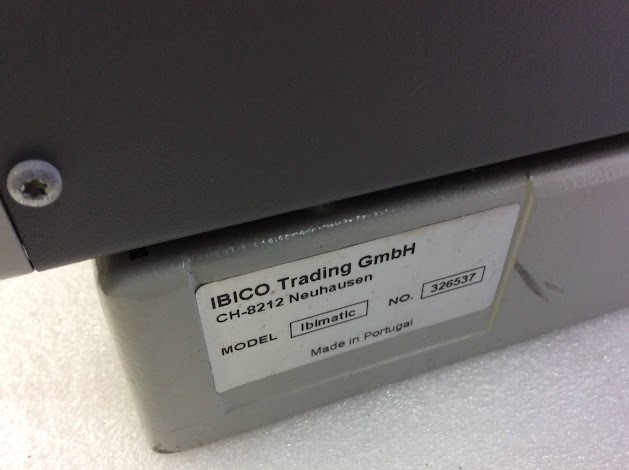 IBICO Trading GmbH
CH-8212 Neuhausen
MODEL Ibimatic NO. 326537
Made in Portugal